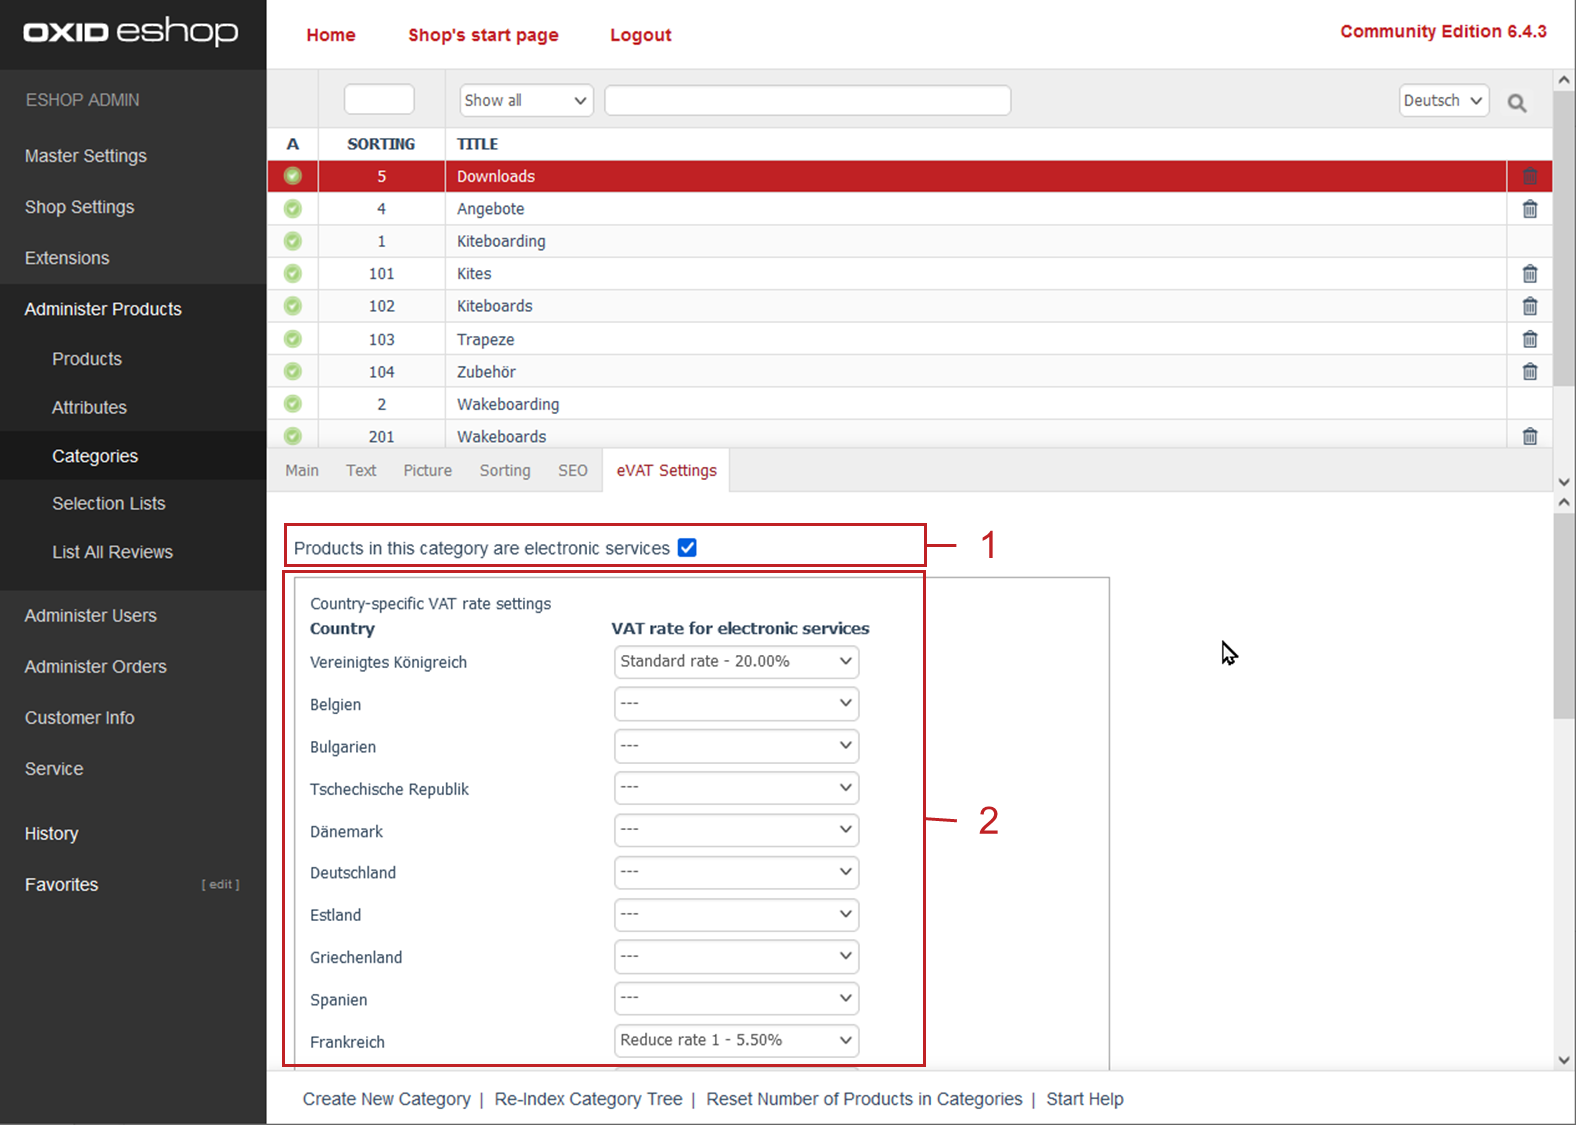 OXID eshop
Home Shop's start page Logout
Community Edition 6.4.3
ESHOP ADMIN
Master Settings
Shop Settings
Extensions
Administer Products
Products
Attributes
Categories
Selection Lists
List All Reviews
Administer Users
Administer Orders
Customer Info
Service
History
Favorites [ edit ]
Show all
Deutsch
A SORTING TITLE
5 Downloads
4 Angebote
1 Kiteboarding
101 Kites
102 Kiteboards
103 Trapeze
104 Zubehör
2 Wakeboarding
201 Wakeboards
Main Text Picture Sorting SEO eVAT Settings
Products in this category are electronic services
1
Country-specific VAT rate settings
Country VAT rate for electronic services
Vereinigtes Königreich Standard rate - 20.00%
Belgien ---
Bulgarien ---
Tschechische Republik ---
Dänemark ---
2
Deutschland ---
Estland ---
Griechenland ---
Spanien ---
Frankreich Reduce rate 1 - 5.50%
Create New Category | Re-Index Category Tree | Reset Number of Products in Categories | Start Help